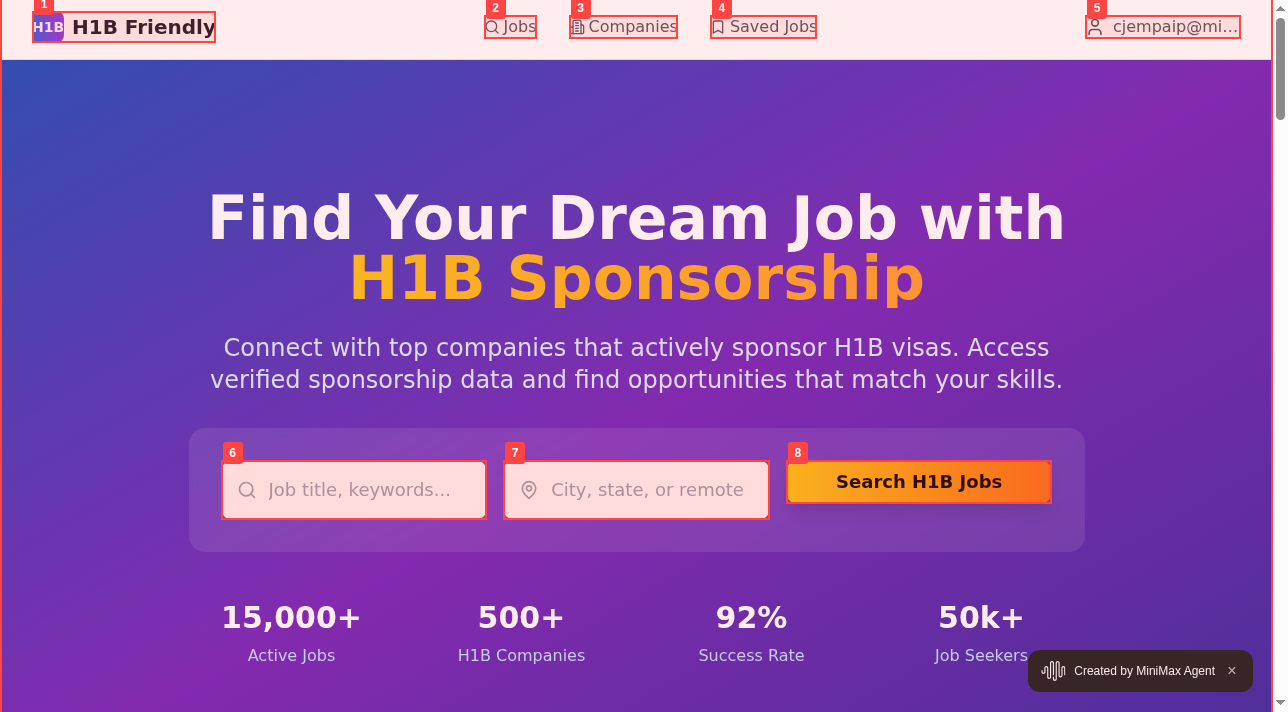 1
H1B
H1B Friendly
2
Jobs
3
Companies
4
Saved Jobs
5
cjempaip@mi...
Find Your Dream Job with
H1B Sponsorship
Connect with top companies that actively sponsor H1B visas. Access
verified sponsorship data and find opportunities that match your skills.
6
Job title, keywords...
7
City, state, or remote
8
Search H1B Jobs
15,000+
Active Jobs
500+
H1B Companies
92%
Success Rate
50k+
Job Seekers
Created by MiniMax Agent ×